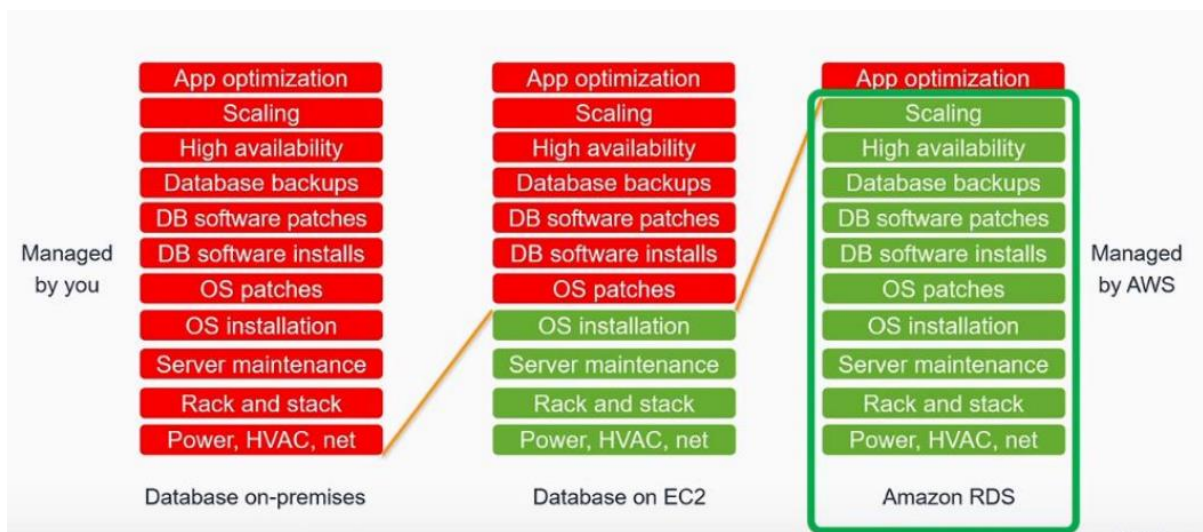 App optimization
Scaling
High availability
Database backups
DB software patches
DB software installs
OS patches
OS installation
Server maintenance
Rack and stack
Power, HVAC, net
Database on-premises
Managed
by you
App optimization
Scaling
High availability
Database backups
DB software patches
DB software installs
OS patches
OS installation
Server maintenance
Rack and stack
Power, HVAC, net
Database on EC2
App optimization
Scaling
High availability
Database backups
DB software patches
DB software installs
OS patches
OS installation
Server maintenance
Rack and stack
Power, HVAC, net
Amazon RDS
Managed
by AWS